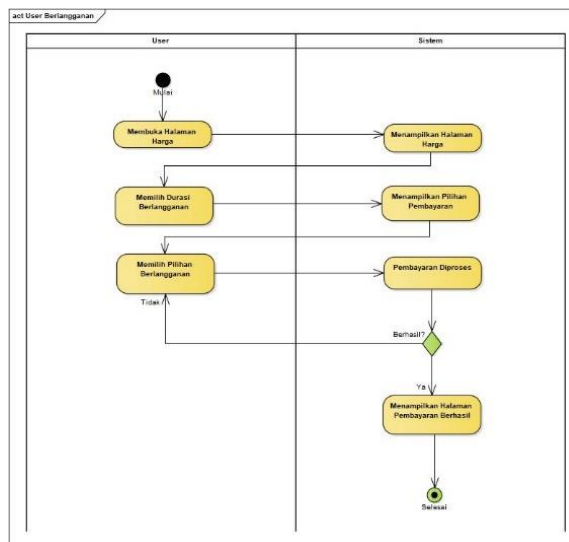 act User Berlangganan
User
Sistem
Mulai
Membuka Halaman
Harga
Menampilkan Halaman
Harga
Memilih Durasi
Berlangganan
Menampilkan Pilihan
Pembayaran
Memilih Pilihan
Berlangganan
Pembayaran Diproses
Tidak
Berhasil?
Ya
Menampilkan Halaman
Pembayaran Berhasil
Selesai